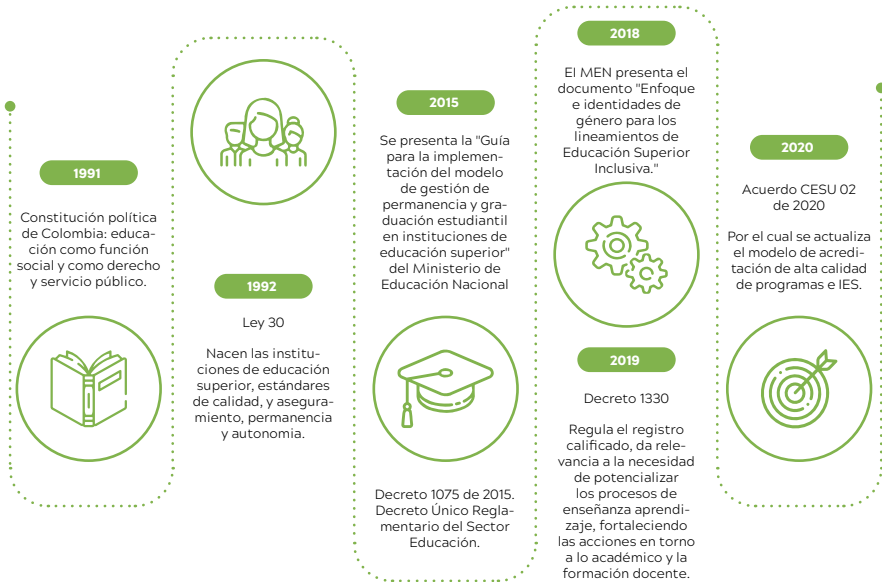 1991
Constitución política
de Colombia: educa-
ción como función
social y como derecho
y servicio público.
1992
Ley 30
Nacen las institu-
ciones de educación
superior, estándares
de calidad, y asegura-
miento, permanencia
y autonomia.
2015
Se presenta la "Guía
para la implemen-
tación del modelo
de gestión de
permanencia y gra-
duación estudiantil
en instituciones de
educación superior"
del Ministerio de
Educación Nacional
Decreto 1075 de 2015.
Decreto Único Regla-
mentario del Sector
Educación.
2018
El MEN presenta el
documento "Enfoque
e identidades de
género para los
lineamientos de
Educación Superior
Inclusiva."
2019
Decreto 1330
Regula el registro
calificado, da rele-
vancia a la necesidad
de potencializar
los procesos de
enseñanza aprendi-
zaje, fortaleciendo
las acciones en torno
a lo académico y la
formación docente.
2020
Acuerdo CESU 02
de 2020
Por el cual se actualiza
el modelo de acredi-
tación de alta calidad
de programas e IES.